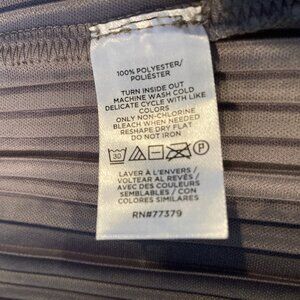 100% POLYESTER/
POLIÉSTER
TURN INSIDE OUT
MACHINE WASH COLD
DELICATE CYCLE WITH LIKE
COLORS
ONLY NON-CHLORINE
BLEACH WHEN NEEDED
RESHAPE DRY FLAT
DO NOT IRON
30
P
LAVER À L'ENVERS /
VOLTEAR AL REVÉS /
AVEC DES COULEURS
SEMBLABLES / CON
COLORES SIMILARES
RN#77379